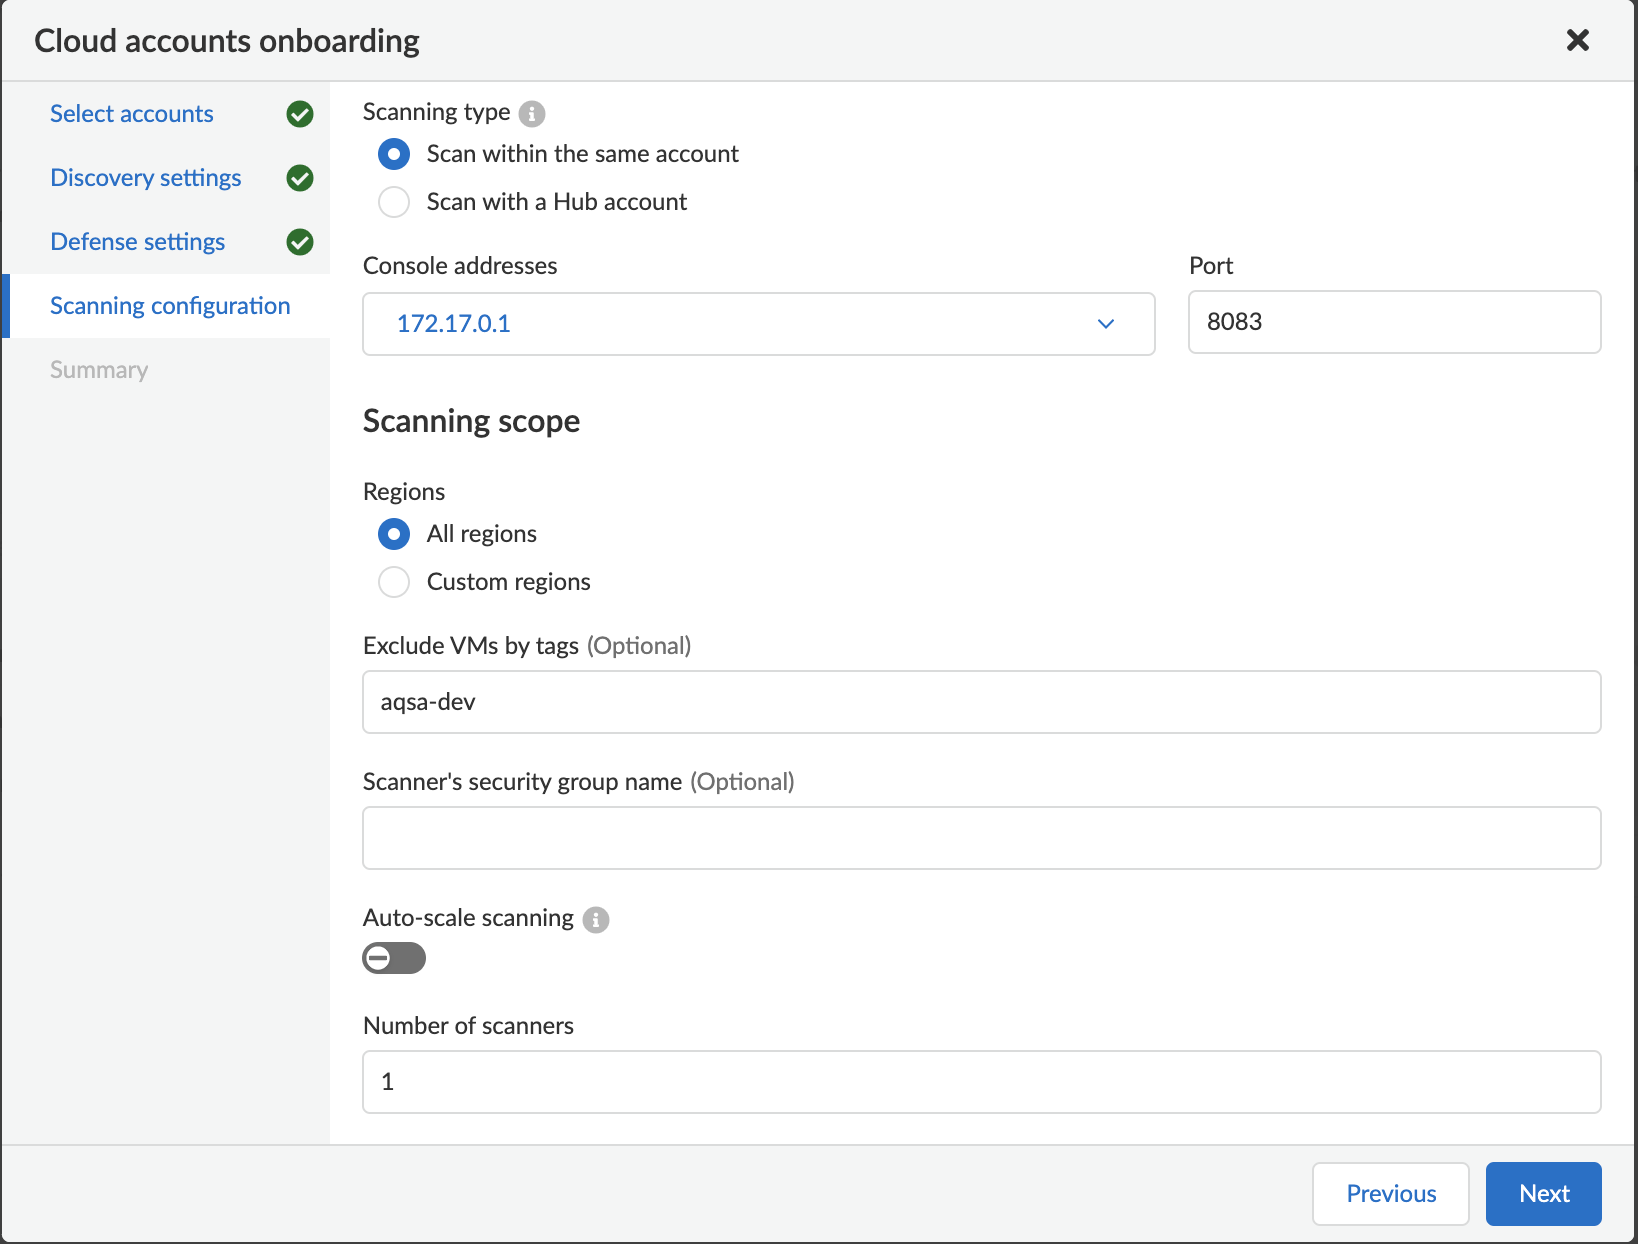 Cloud accounts onboarding
Select accounts
Discovery settings
Defense settings
Scanning configuration
Summary
Scanning type
Scan within the same account
Scan with a Hub account
Console addresses
172.17.0.1
Port
8083
Scanning scope
Regions
All regions
Custom regions
Exclude VMs by tags (Optional)
aqsa-dev
Scanner's security group name (Optional)
Auto-scale scanning
Number of scanners
1
Previous
Next